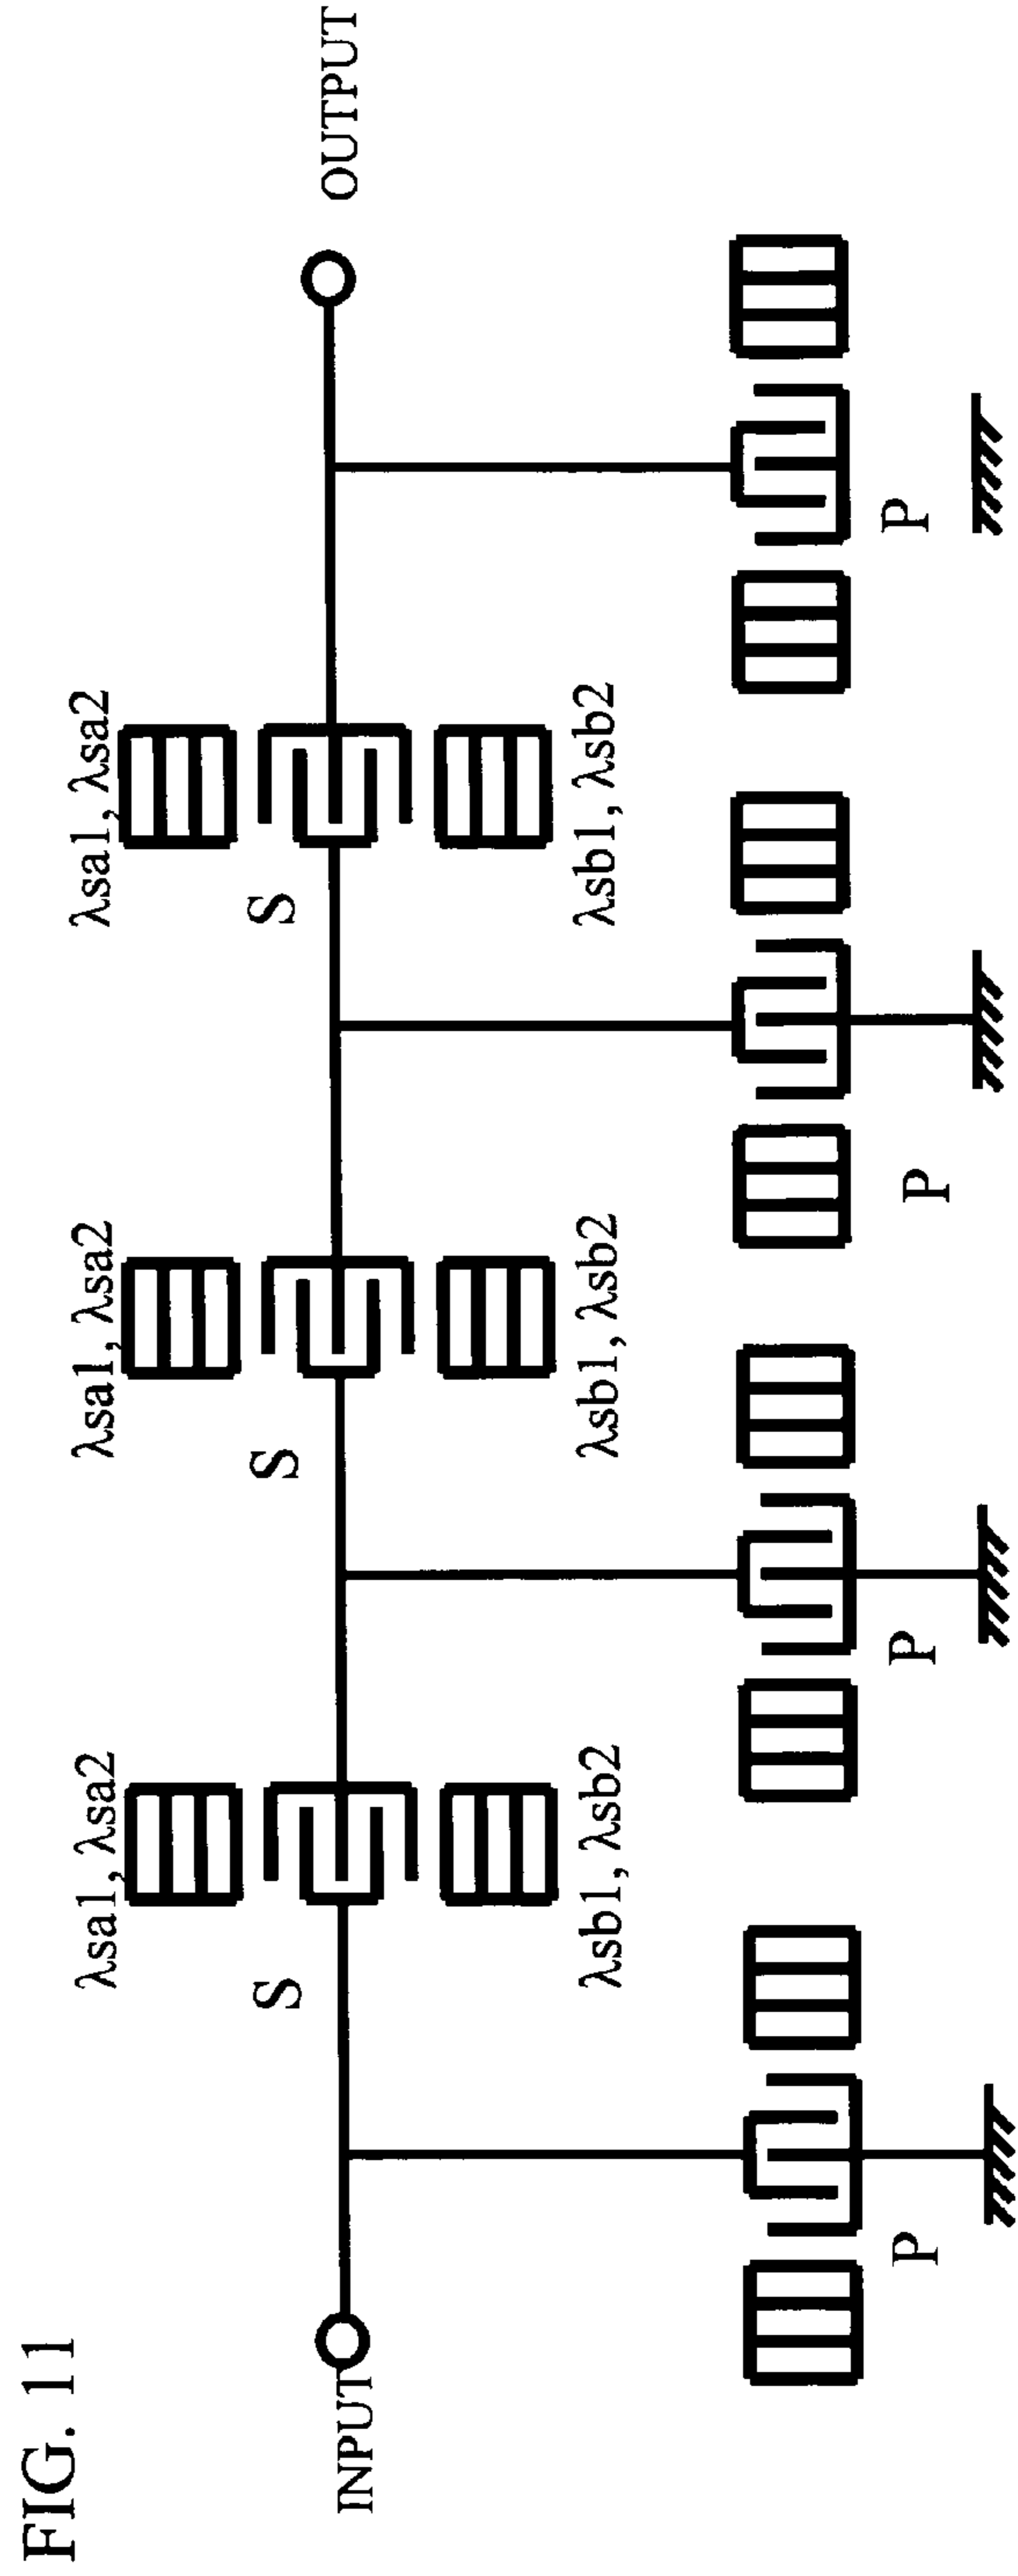 FIG. 11
λsa1, λsa2
λsa1, λsa2
λsa1, λsa2
S
S
S
INPUT
OUTPUT
λsb1, λsb2
λsb1, λsb2
λsb1, λsb2
P
P
P
P